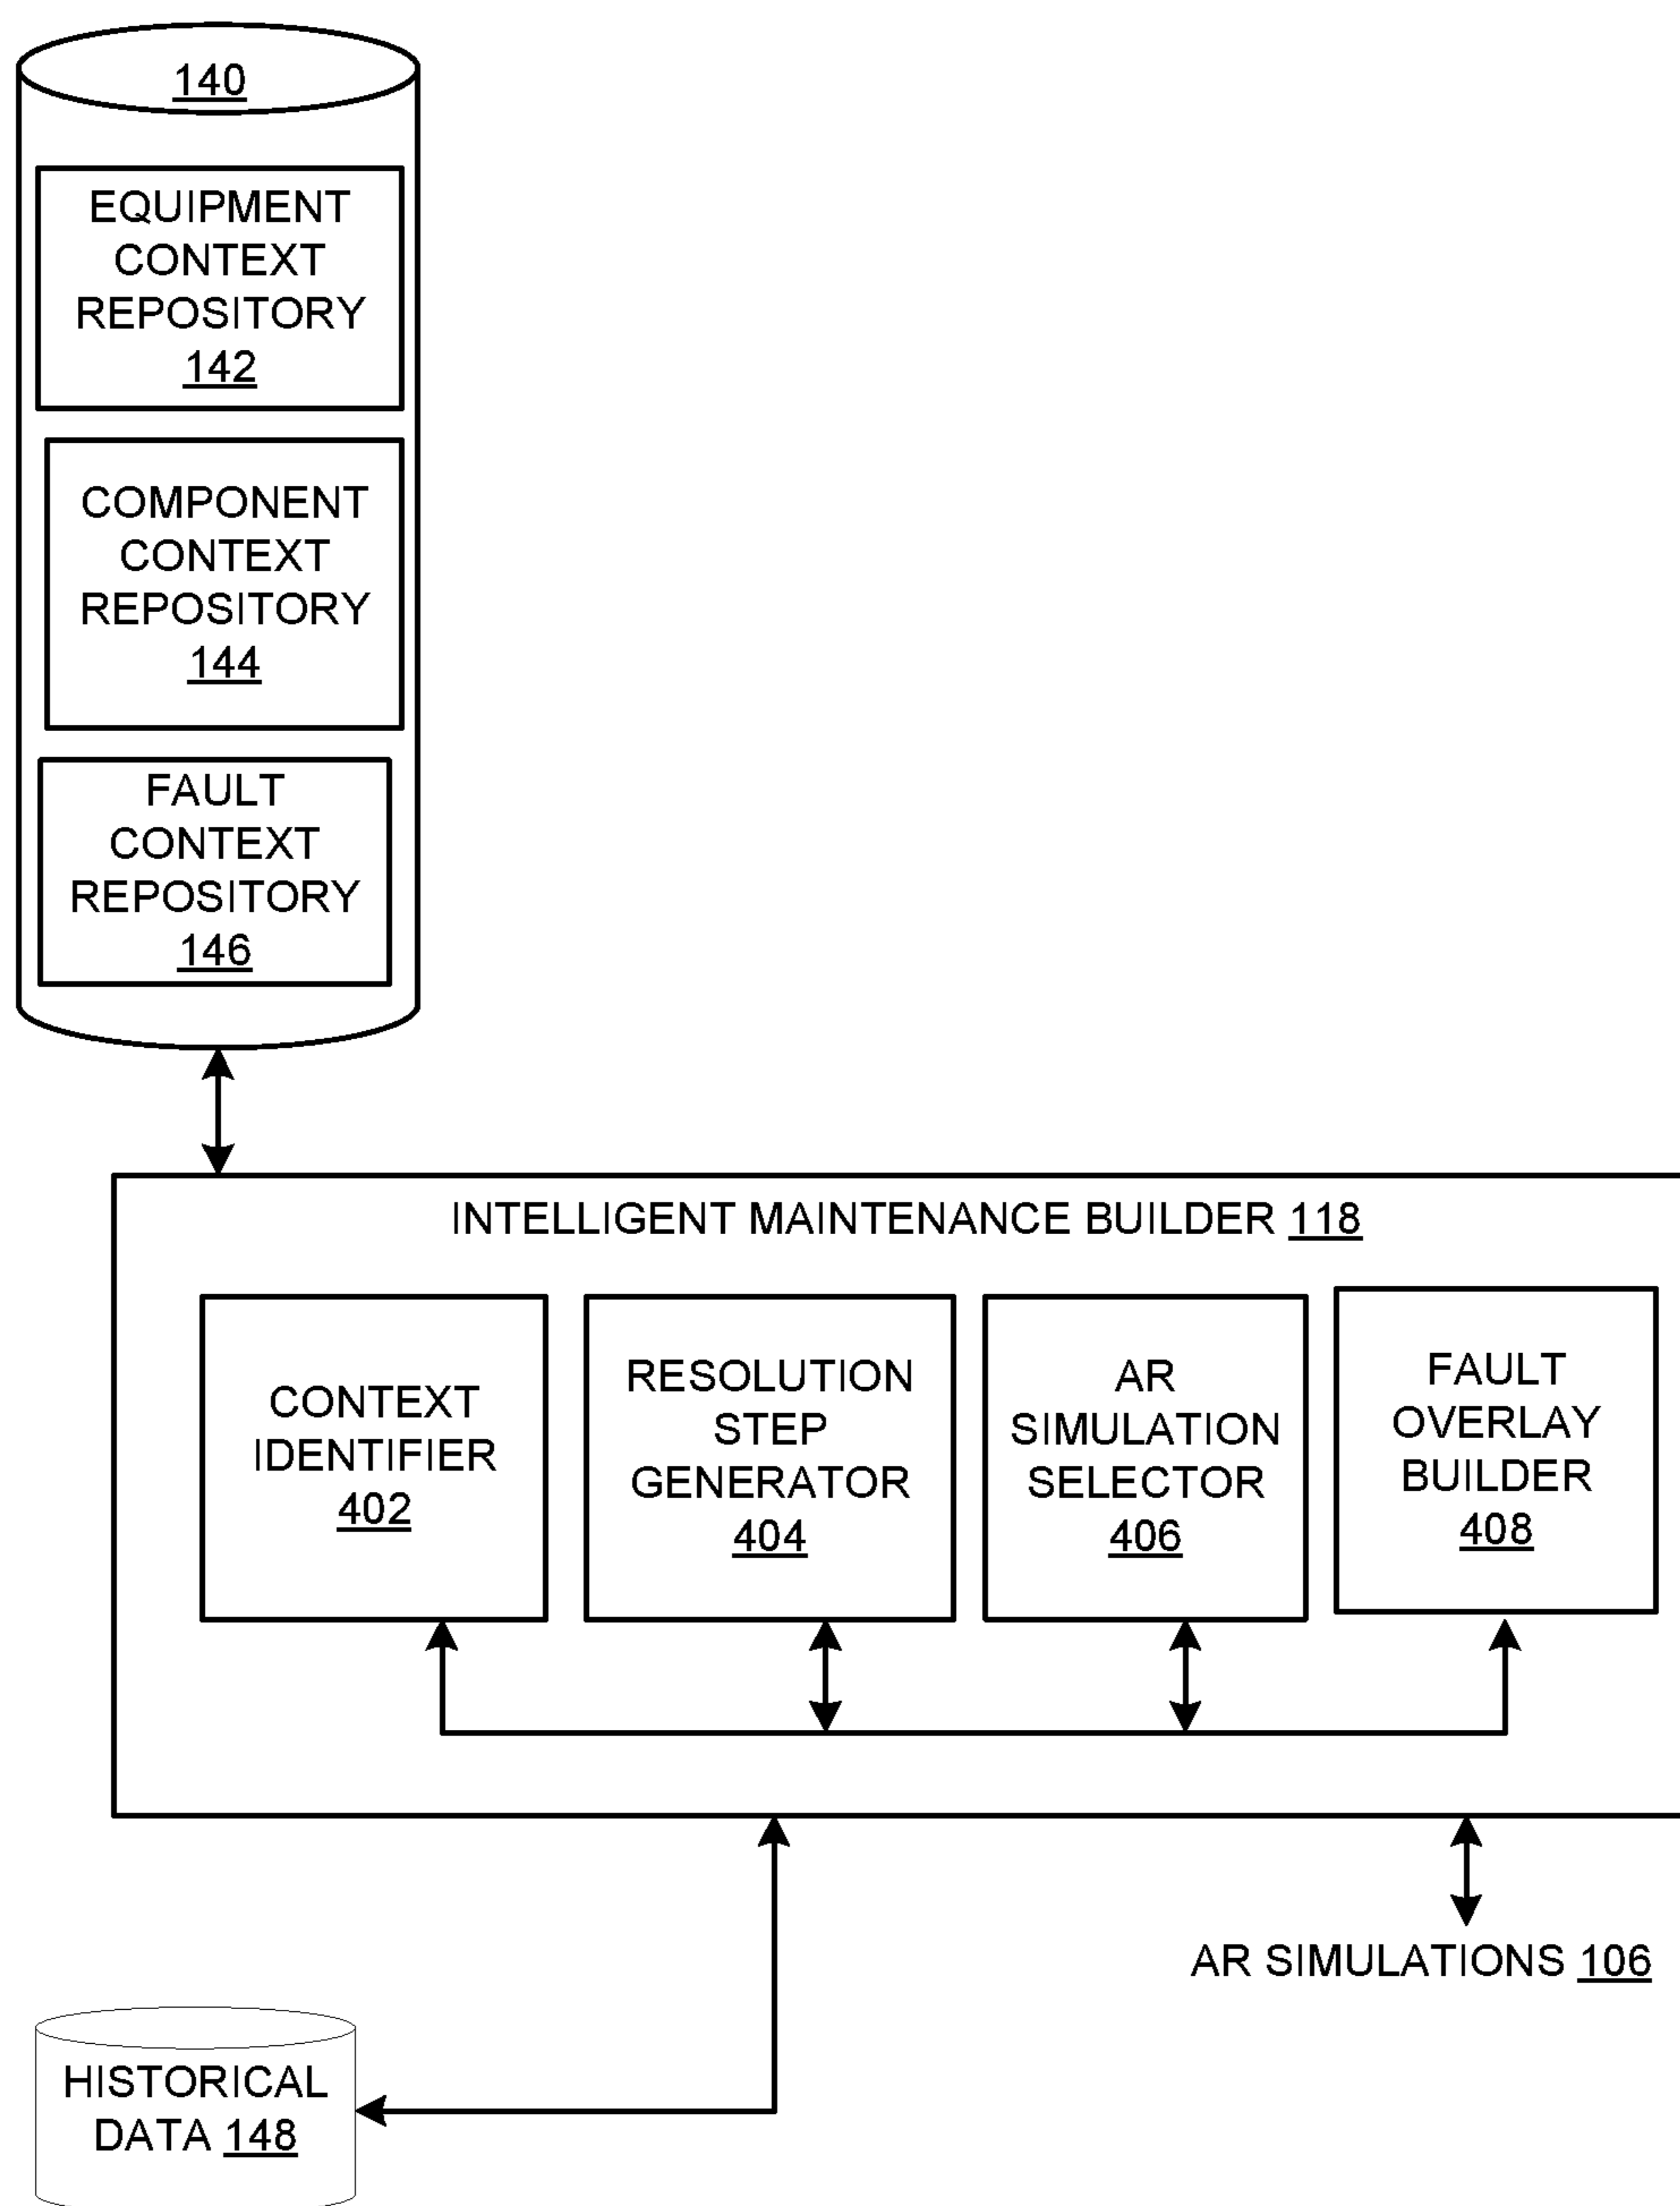 140
EQUIPMENT
CONTEXT
REPOSITORY
142
COMPONENT
CONTEXT
REPOSITORY
144
FAULT
CONTEXT
REPOSITORY
146
INTELLIGENT MAINTENANCE BUILDER 118
CONTEXT
IDENTIFIER
402
RESOLUTION
STEP
GENERATOR
404
AR
SIMULATION
SELECTOR
406
FAULT
OVERLAY
BUILDER
408
AR SIMULATIONS 106
HISTORICAL
DATA 148